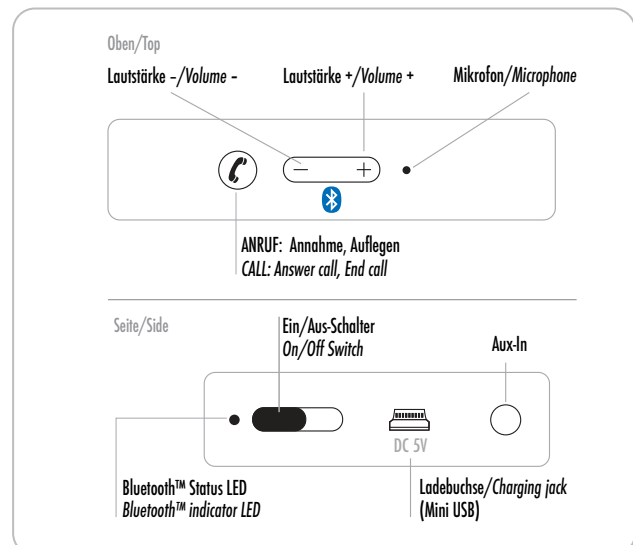 Oben/Top
Lautstärke –/Volume –
Lautstärke +/Volume +
Mikrofon/Microphone
ANRUF: Annahme, Auflegen
CALL: Answer call, End call
Seite/Side
Ein/Aus-Schalter
On/Off Switch
Aux-In
DC 5V
Bluetooth™ Status LED
Bluetooth™ indicator LED
Ladebuchse/Charging jack
(Mini USB)